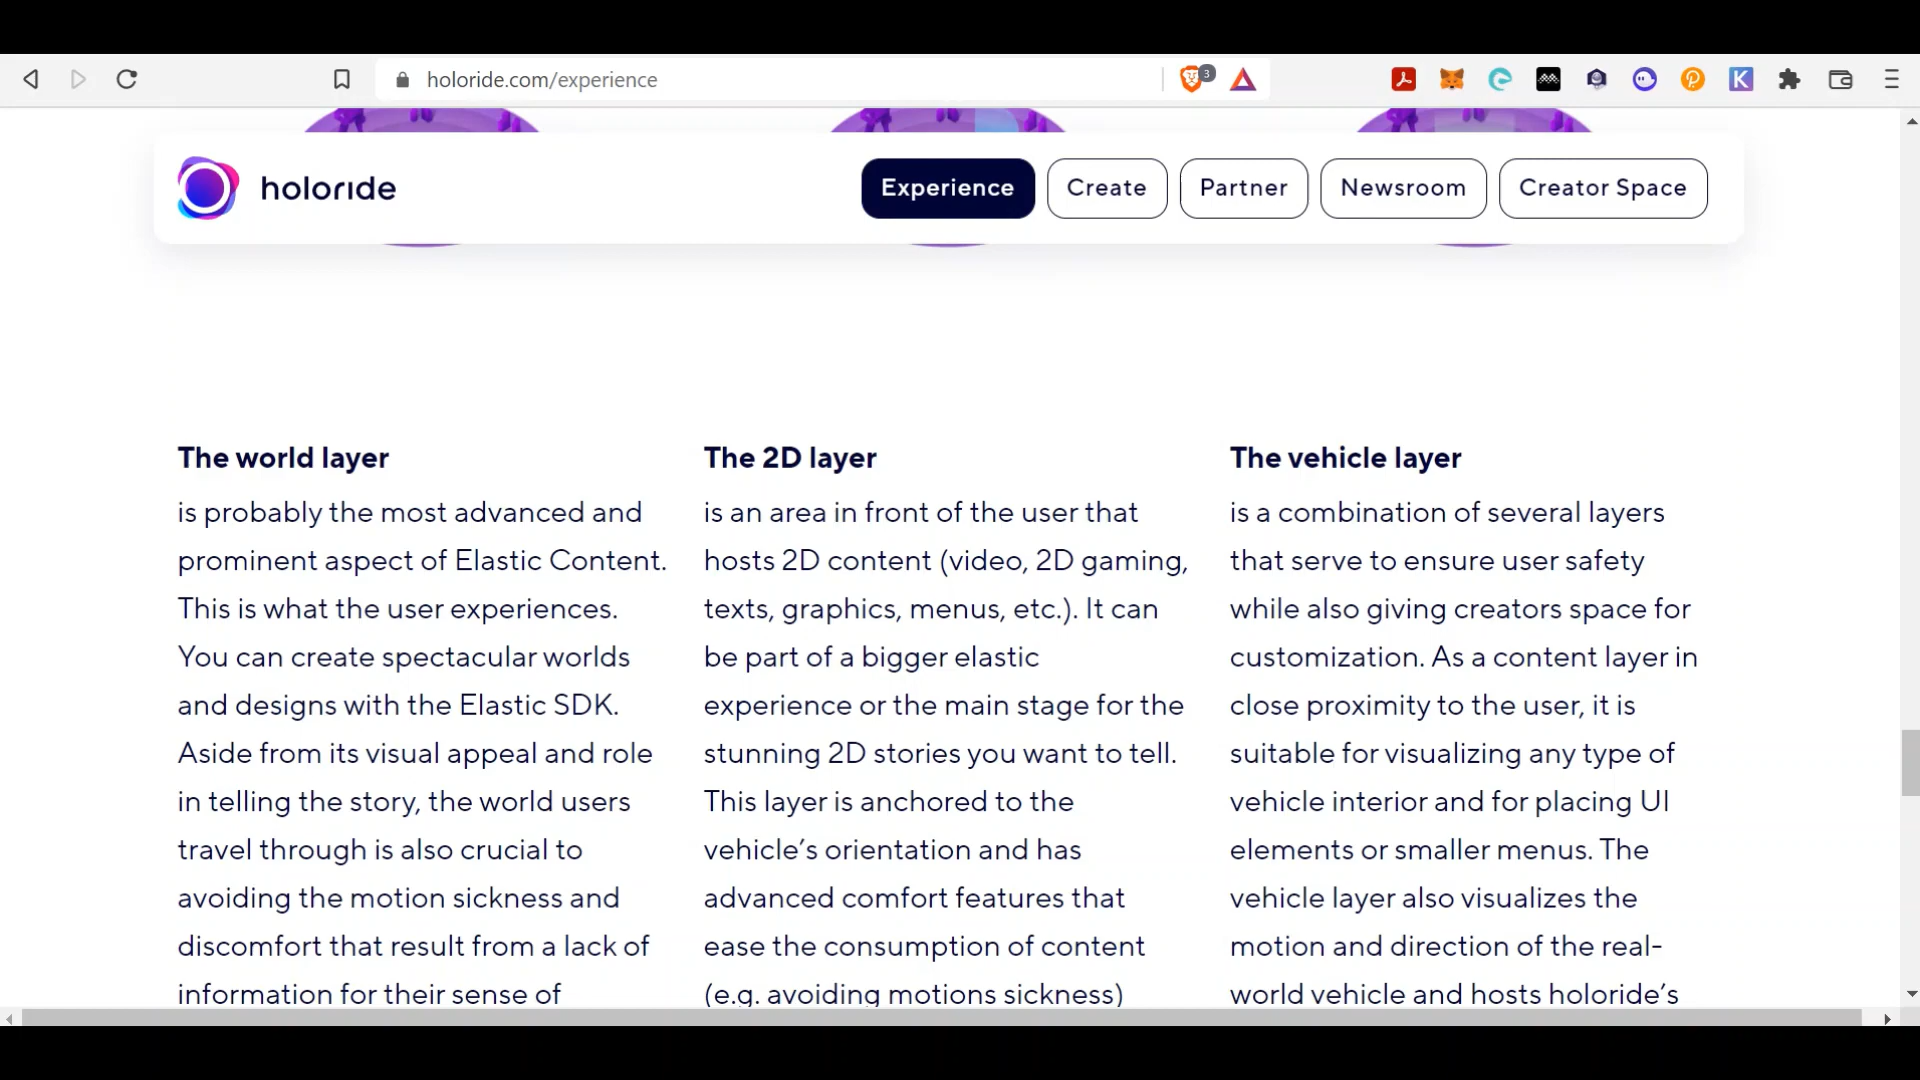 holoride.com/experience
3
holoride
Experience
Create
Partner
Newsroom
Creator Space
The world layer
is probably the most advanced and
prominent aspect of Elastic Content.
This is what the user experiences.
You can create spectacular worlds
and designs with the Elastic SDK.
Aside from its visual appeal and role
in telling the story, the world users
travel through is also crucial to
avoiding the motion sickness and
discomfort that result from a lack of
information for their sense of
The 2D layer
is an area in front of the user that
hosts 2D content (video, 2D gaming,
texts, graphics, menus, etc.). It can
be part of a bigger elastic
experience or the main stage for the
stunning 2D stories you want to tell.
This layer is anchored to the
vehicle’s orientation and has
advanced comfort features that
ease the consumption of content
(e.g. avoiding motions sickness)
The vehicle layer
is a combination of several layers
that serve to ensure user safety
while also giving creators space for
customization. As a content layer in
close proximity to the user, it is
suitable for visualizing any type of
vehicle interior and for placing UI
elements or smaller menus. The
vehicle layer also visualizes the
motion and direction of the real-
world vehicle and hosts holoride’s